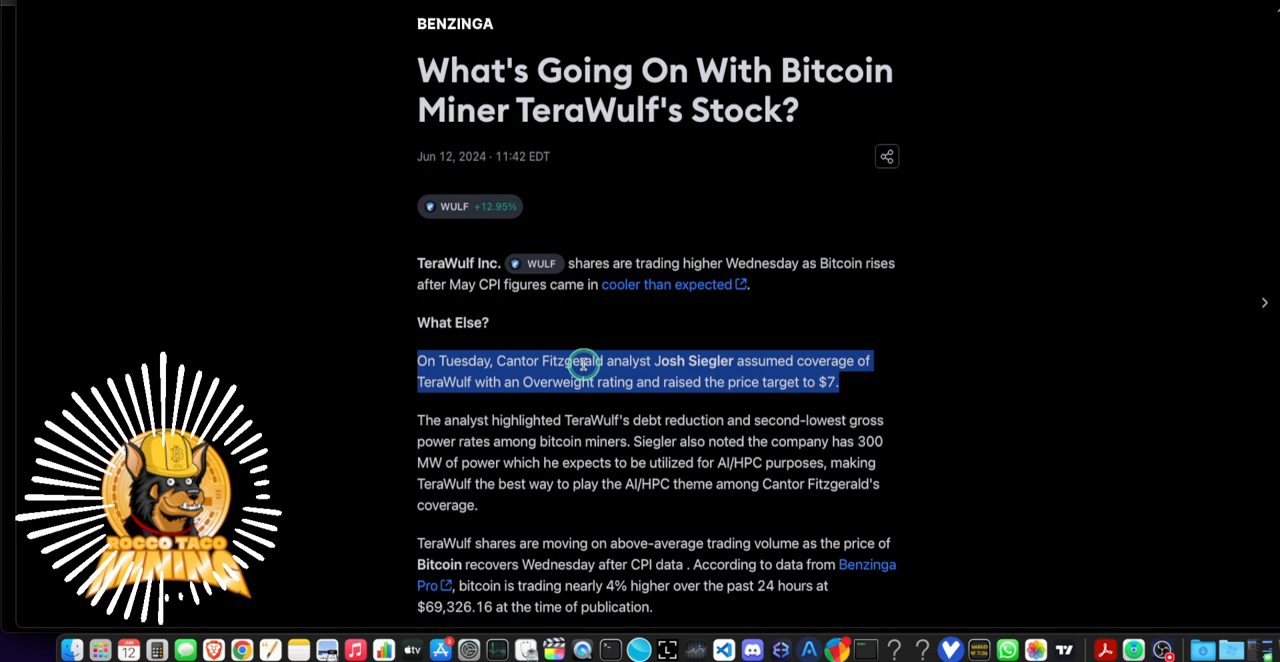 BENZINGA
What's Going On With Bitcoin
Miner TeraWulf's Stock?
Jun 12, 2024 · 11:42 EDT
WULF +12.95%
TeraWulf Inc. WULF shares are trading higher Wednesday as Bitcoin rises
after May CPI figures came in cooler than expected.
What Else?
On Tuesday, Cantor Fitzgerald analyst Josh Siegler assumed coverage of
TeraWulf with an Overweight rating and raised the price target to $7.
The analyst highlighted TeraWulf's debt reduction and second-lowest gross
power rates among bitcoin miners. Siegler also noted the company has 300
MW of power which he expects to be utilized for AI/HPC purposes, making
TeraWulf the best way to play the AI/HPC theme among Cantor Fitzgerald's
coverage.
TeraWulf shares are moving on above-average trading volume as the price of
Bitcoin recovers Wednesday after CPI data . According to data from Benzinga
Pro, bitcoin is trading nearly 4% higher over the past 24 hours at
$69,326.16 at the time of publication.
ROCCO TACO
MINING
12
tv